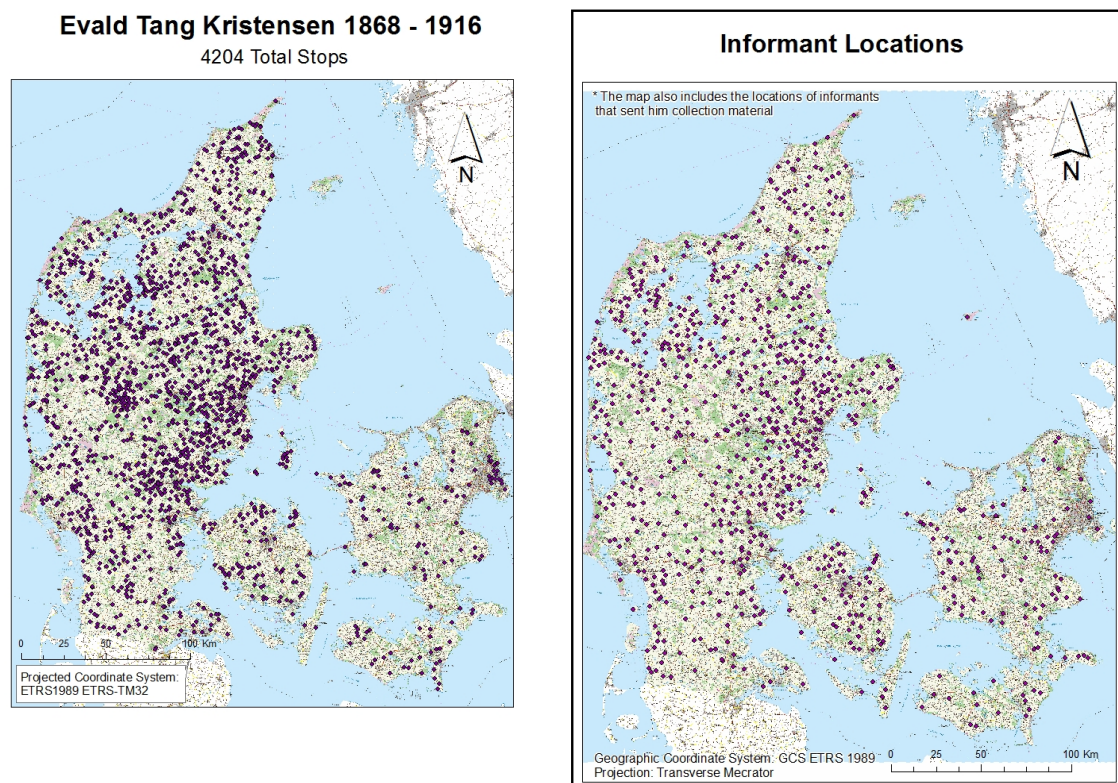 Evald Tang Kristensen 1868 - 1916
4204 Total Stops
N
0 25 50 100 Km
Projected Coordinate System:
ETRS1989 ETRS-TM32
Informant Locations
* The map also includes the locations of informants
that sent him collection material
N
Geographic Coordinate System: GCS ETRS 1989
Projection: Transverse Mecrator
0 25 50 100 Km